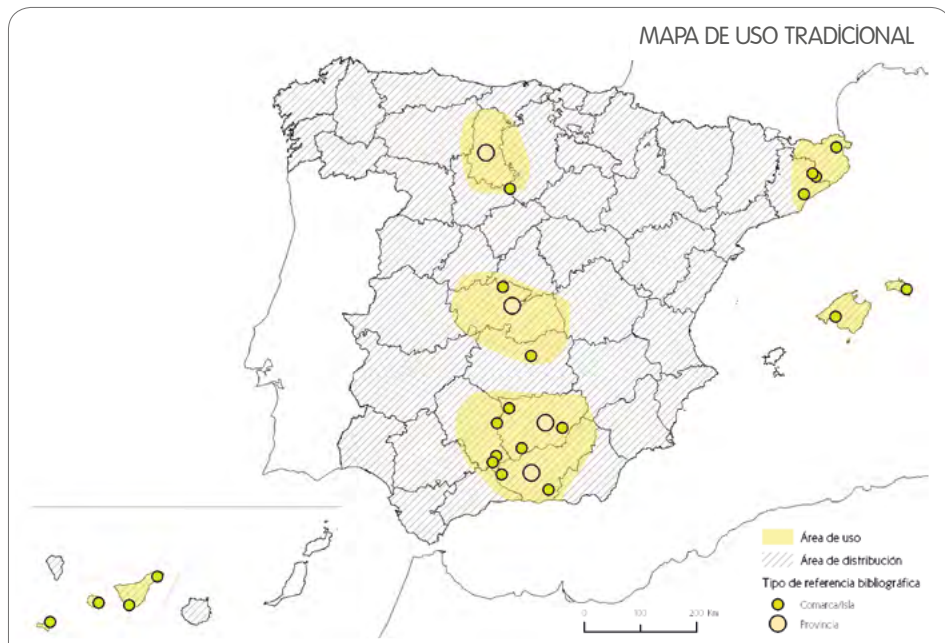 MAPA DE USO TRADICIONAL
Área de uso
Área de distribución
Tipo de referencia bibliográfica
Comarca/Isla
Provincia
0 100 200 Km